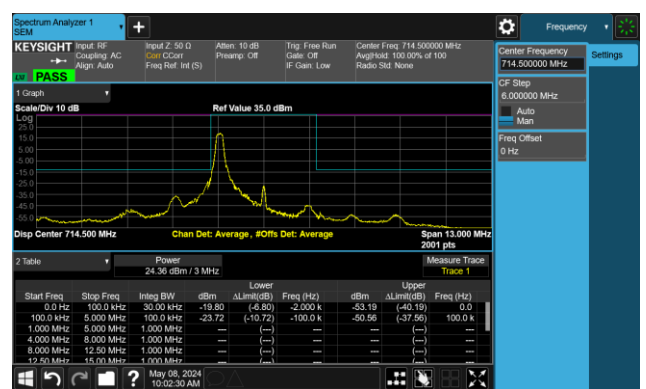 Spectrum Analyzer 1
SEM
Frequency
KEYSIGHT
Input: RF
Coupling: AC
Align: Auto
Input Z: 50 Ω
Corr CCorr
Freq Ref: Int (S)
Atten: 10 dB
Preamp: Off
Trig: Free Run
Gate: Off
IF Gain: Low
Center Freq: 714.500000 MHz
Avg|Hold: 100.00% of 100
Radio Std: None
PASS
Center Frequency
714.500000 MHz
Settings
CF Step
6.000000 MHz
Auto
Man
Freq Offset
0 Hz
1 Graph
Scale/Div 10 dB
Ref Value 35.0 dBm
Log
25.0
15.0
5.00
-5.00
-15.0
-25.0
-35.0
-45.0
-55.0
Disp Center 714.500 MHz
Chan Det: Average, #Offs Det: Average
Span 13.000 MHz
2001 pts
2 Table
Power
24.36 dBm / 3 MHz
Measure Trace
Trace 1
Lower Upper
Start Freq Stop Freq Integ BW dBm ΔLimit(dB) Freq (Hz) dBm ΔLimit(dB) Freq (Hz)
0.0 Hz 100.0 kHz 30.00 kHz -19.80 (-6.80) -2.000 k -53.19 (-40.19) 0.0
100.0 kHz 5.000 MHz 100.0 kHz -23.72 (-10.72) -100.0 k -50.56 (-37.56) 100.0 k
1.000 MHz 5.000 MHz 1.000 MHz --- (---) --- --- (---) ---
4.000 MHz 8.000 MHz 1.000 MHz --- (---) --- --- (---) ---
8.000 MHz 12.50 MHz 1.000 MHz --- (---) --- --- (---) ---
12.50 MHz 15.00 MHz 1.000 MHz --- (---) --- --- (---) ---
?
May 08, 2024
10:02:30 AM